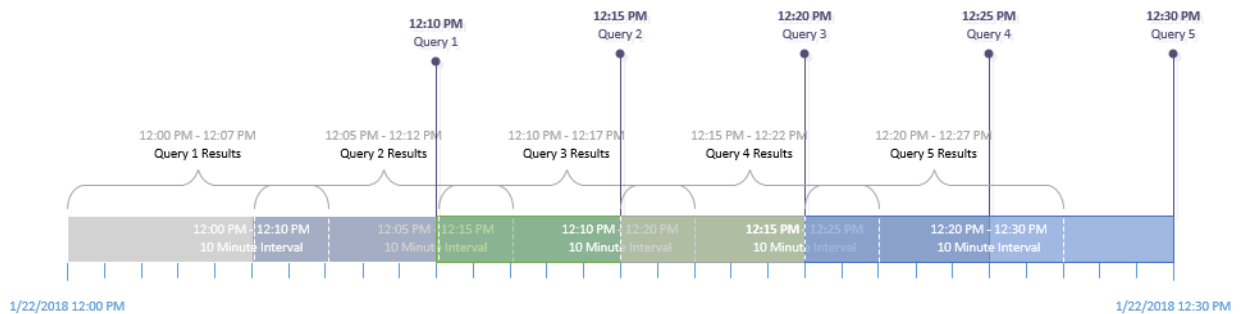 12:10 PM
Query 1
12:15 PM
Query 2
12:20 PM
Query 3
12:25 PM
Query 4
12:30 PM
Query 5
12:00 PM - 12:07 PM
Query 1 Results
12:05 PM - 12:12 PM
Query 2 Results
12:10 PM - 12:17 PM
Query 3 Results
12:15 PM - 12:22 PM
Query 4 Results
12:20 PM - 12:27 PM
Query 5 Results
12:00 PM - 12:10 PM
10 Minute Interval
12:05 PM - 12:15 PM
10 Minute Interval
12:10 PM - 12:20 PM
10 Minute Interval
12:15 PM - 12:25 PM
10 Minute Interval
12:20 PM - 12:30 PM
10 Minute Interval
1/22/2018 12:00 PM
1/22/2018 12:30 PM